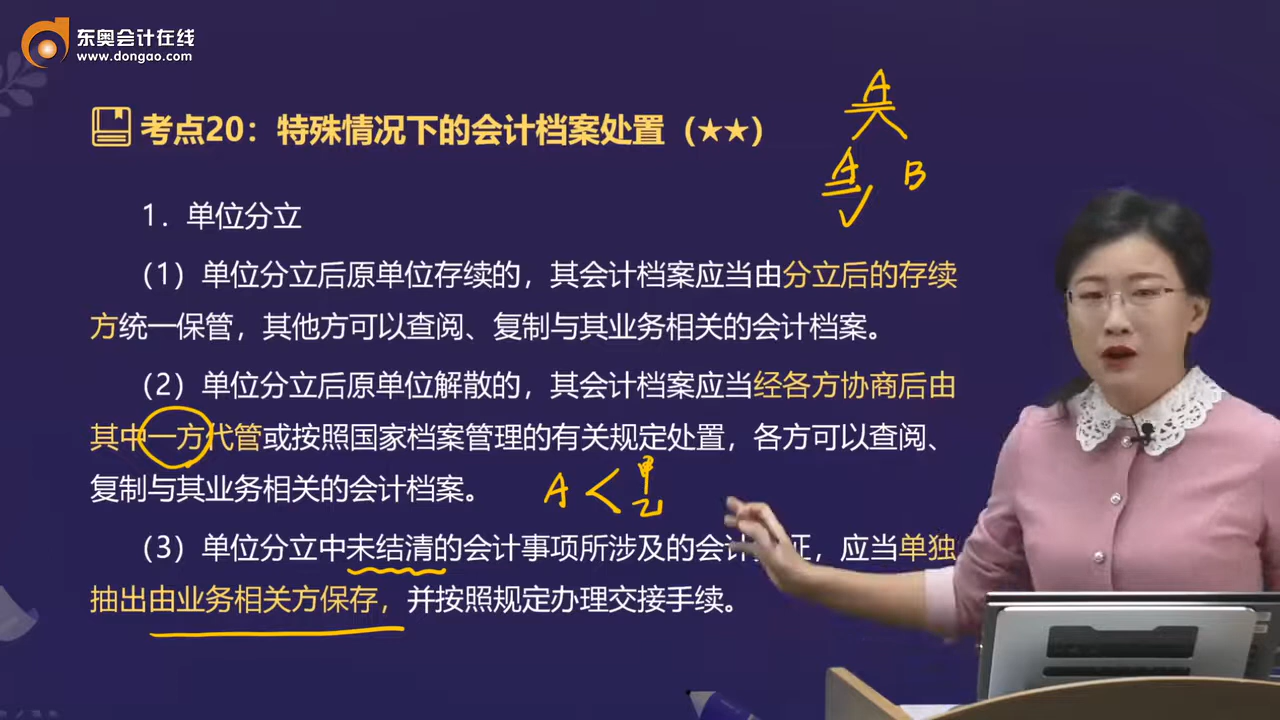 东奥会计在线
www.dongao.com
考点20：特殊情况下的会计档案处置（★★）
A
A B
1．单位分立
（1）单位分立后原单位存续的，其会计档案应当由分立后的存续
方统一保管，其他方可以查阅、复制与其业务相关的会计档案。
（2）单位分立后原单位解散的，其会计档案应当经各方协商后由
其中一方代管或按照国家档案管理的有关规定处置，各方可以查阅、
复制与其业务相关的会计档案。
A < 甲
乙
（3）单位分立中未结清的会计事项所涉及的会计 证，应当单独
抽出由业务相关方保存，并按照规定办理交接手续。